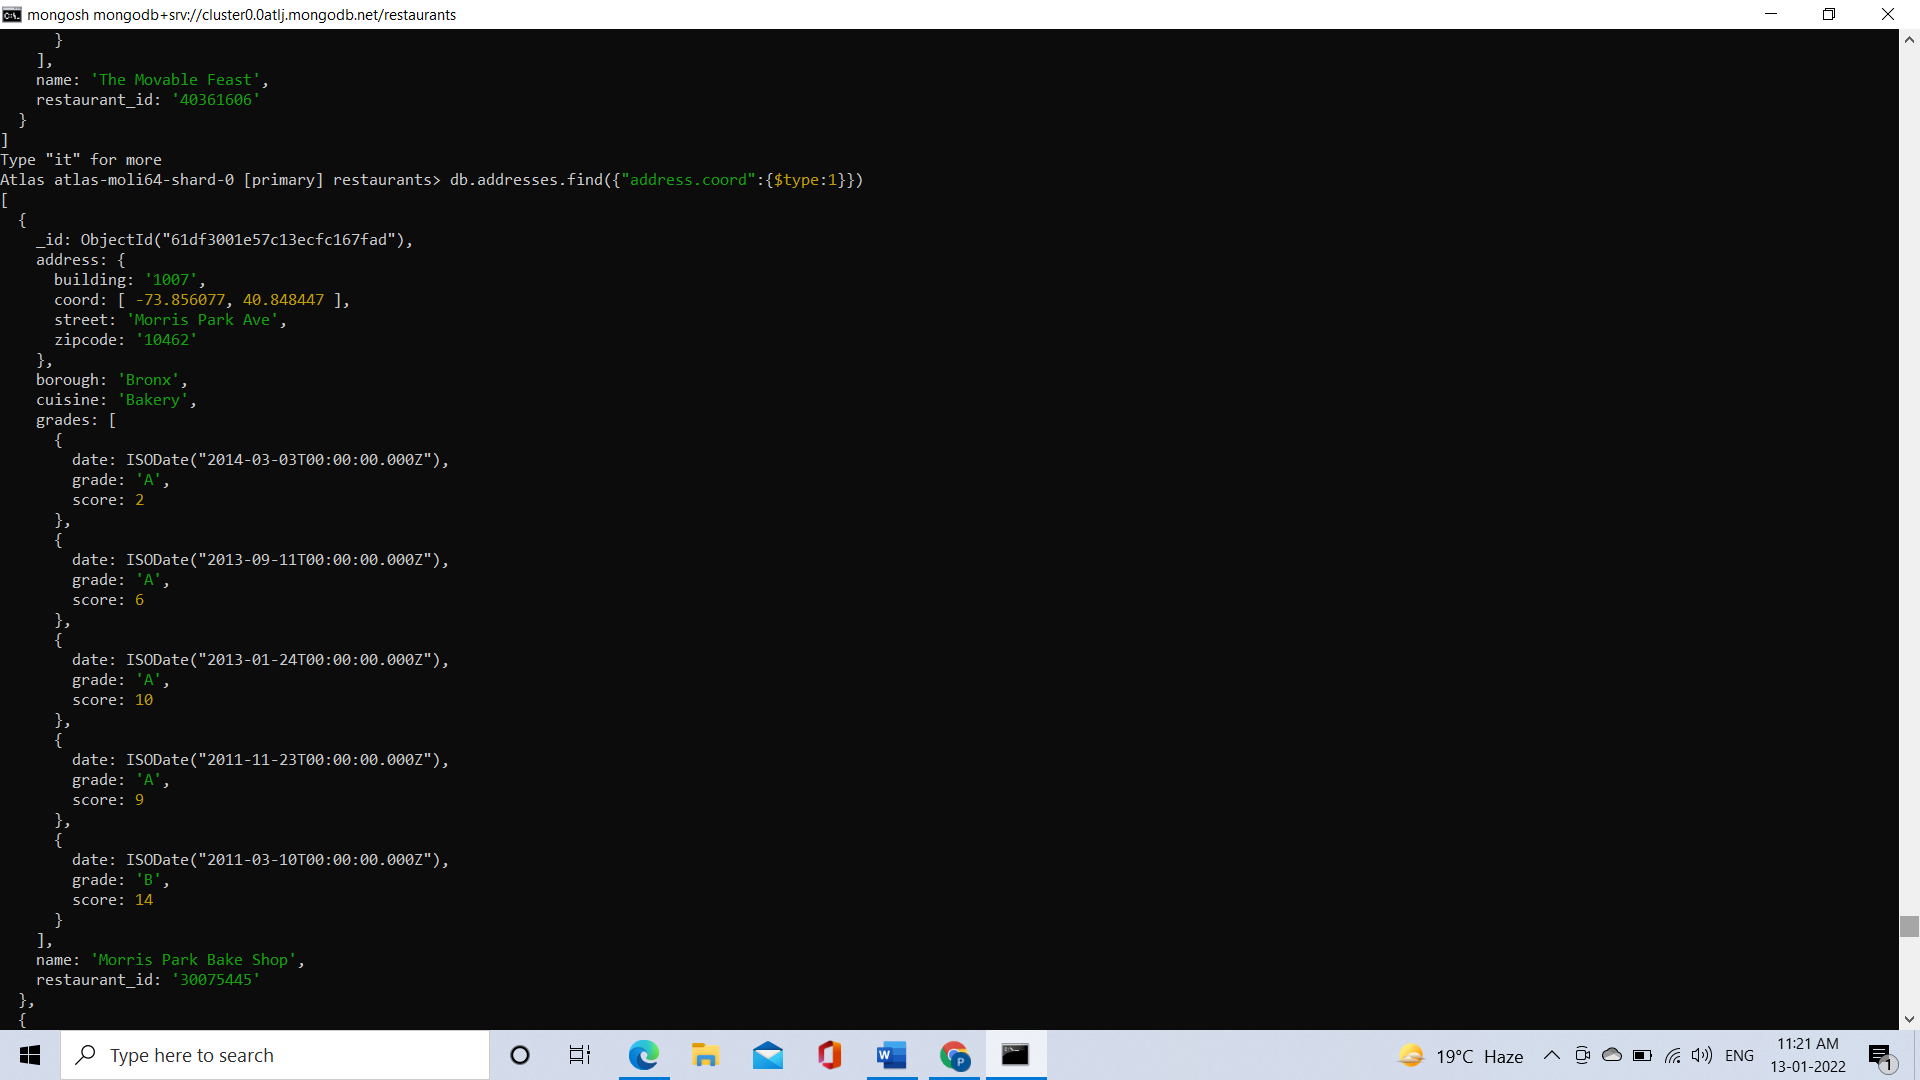 mongosh mongodb+srv://cluster0.0atlj.mongodb.net/restaurants
      }
    ],
    name: 'The Movable Feast',
    restaurant_id: '40361606'
  }
]
Type "it" for more
Atlas atlas-moli64-shard-0 [primary] restaurants> db.addresses.find({"address.coord":{$type:1}})
[
  {
    _id: ObjectId("61df3001e57c13ecfc167fad"),
    address: {
      building: '1007',
      coord: [ -73.856077, 40.848447 ],
      street: 'Morris Park Ave',
      zipcode: '10462'
    },
    borough: 'Bronx',
    cuisine: 'Bakery',
    grades: [
      {
        date: ISODate("2014-03-03T00:00:00.000Z"),
        grade: 'A',
        score: 2
      },
      {
        date: ISODate("2013-09-11T00:00:00.000Z"),
        grade: 'A',
        score: 6
      },
      {
        date: ISODate("2013-01-24T00:00:00.000Z"),
        grade: 'A',
        score: 10
      },
      {
        date: ISODate("2011-11-23T00:00:00.000Z"),
        grade: 'A',
        score: 9
      },
      {
        date: ISODate("2011-03-10T00:00:00.000Z"),
        grade: 'B',
        score: 14
      }
    ],
    name: 'Morris Park Bake Shop',
    restaurant_id: '30075445'
  },
  {
Type here to search
19°C Haze
ENG
11:21 AM
13-01-2022
1